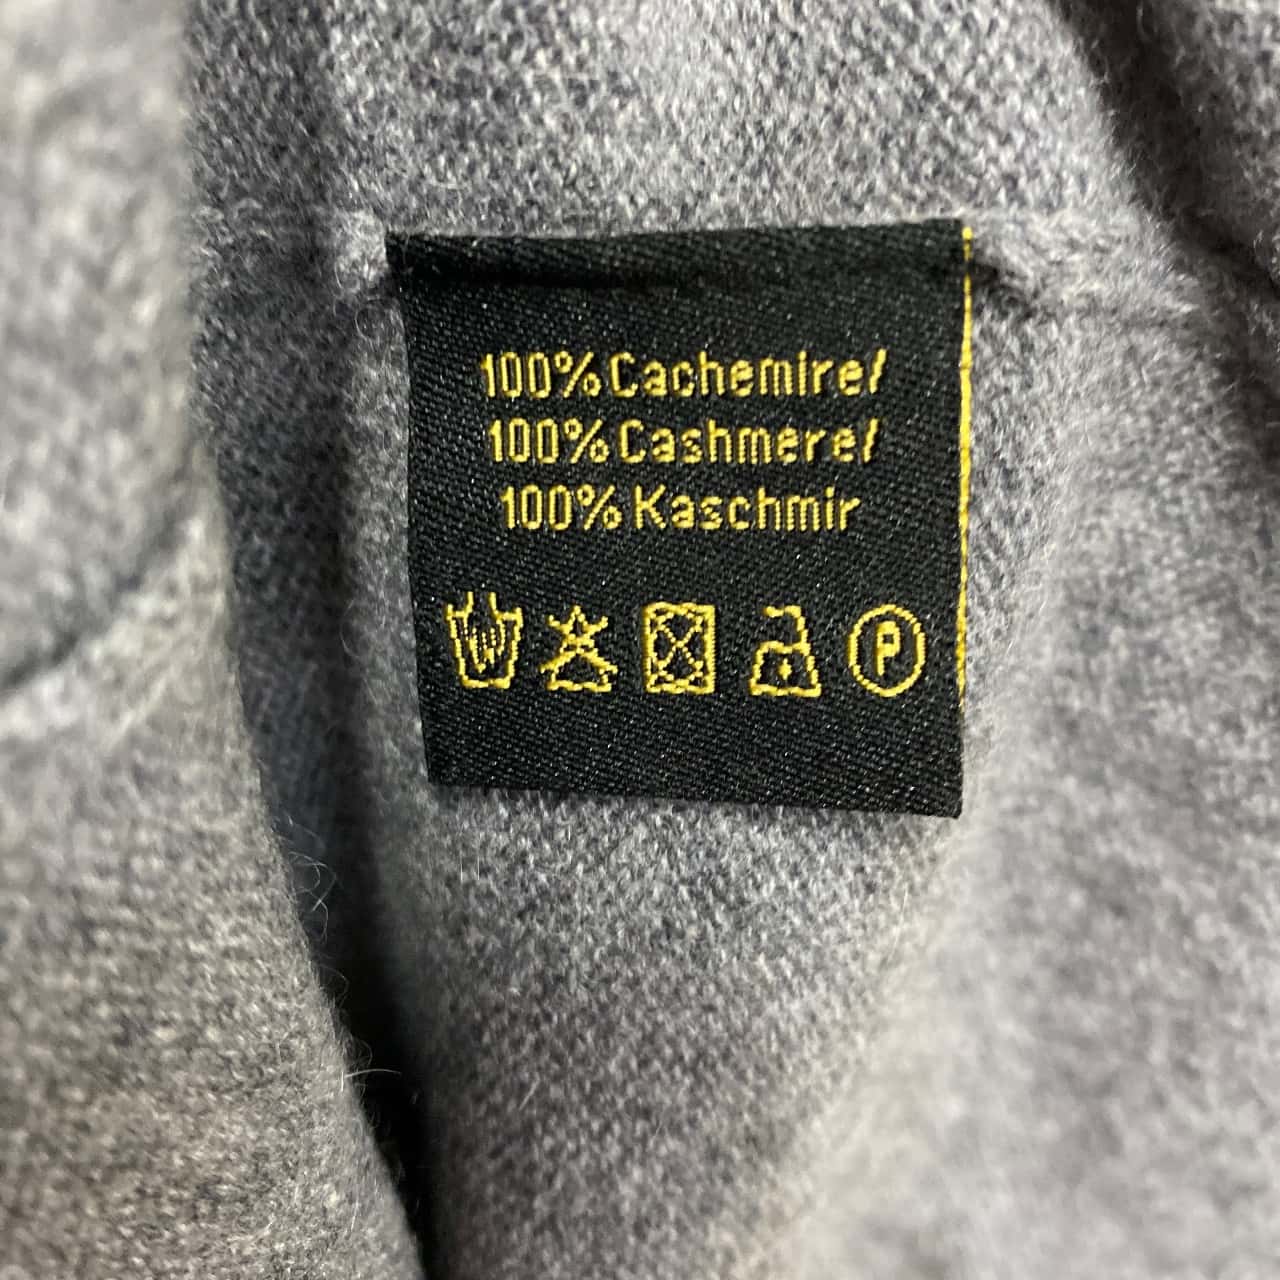 100% Cachemire/
100% Cashmere/
100% Kaschmir
P